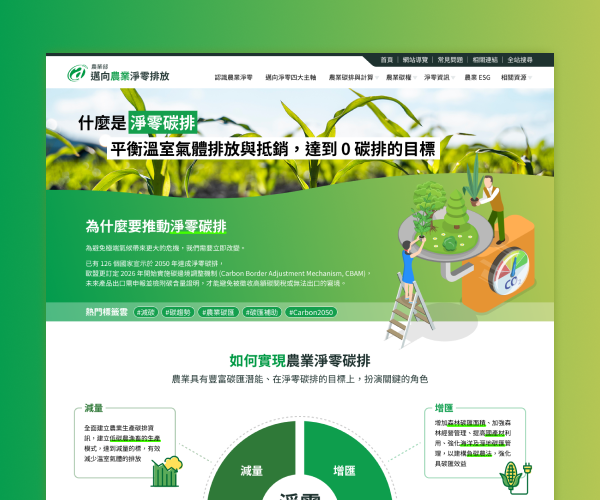 首頁 | 網站導覽 | 常見問題 | 相關連結 | 全站搜尋
農業部
邁向農業淨零排放
認識農業淨零 邁向淨零四大主軸 農業碳排與計算 農業碳權 淨零資訊 農業 ESG 相關資源
什麼是 淨零碳排
平衡溫室氣體排放與抵銷，達到 0 碳排的目標
為什麼要推動淨零碳排
為避免極端氣候帶來更大的危機，我們需要立即改變。
已有 126 個國家宣示於 2050 年達成淨零碳排，
歐盟更訂定 2026 年開始實施碳邊境調整機制 (Carbon Border Adjustment Mechanism, CBAM)，
未來產品出口需申報並檢附碳含量證明，才能避免被徵收高額碳關稅或無法出口的窘境。
CO₂
熱門標籤雲 #減碳 #碳趨勢 #農業碳匯 #碳匯補助 #Carbon2050
如何實現農業淨零碳排
農業具有豐富碳匯潛能、在淨零碳排的目標上，扮演關鍵的角色
減量
全面建立農業生產碳排資
訊，建立低碳農漁畜的生產
模式，達到減量的標，有效
減少溫室氣體的排放
減量
增匯
淨零
增匯
增加森林碳匯面積、加強森
林經營管理、提高國產材利
用、強化海洋及濕地碳匯管
理，以建構負碳農法，強化
其碳匯效益